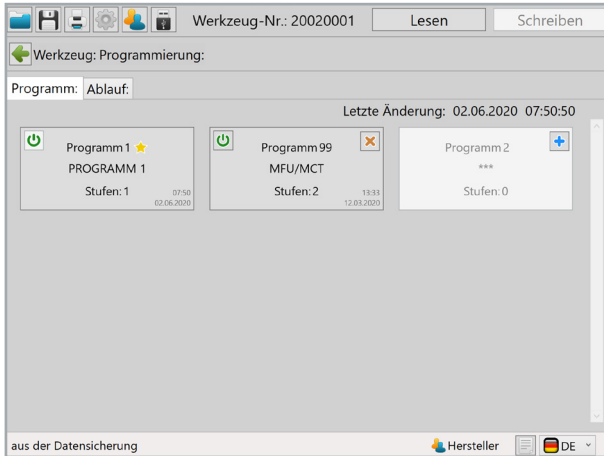 Werkzeug-Nr.: 20020001 Lesen Schreiben
Werkzeug: Programmierung:
Programm: Ablauf:
Letzte Änderung: 02.06.2020 07:50:50
Programm 1
PROGRAMM 1
Stufen: 1
07:50
02.06.2020
Programm 99
MFU/MCT
Stufen: 2
13:33
12.03.2020
Programm 2
***
Stufen: 0
aus der Datensicherung Hersteller DE